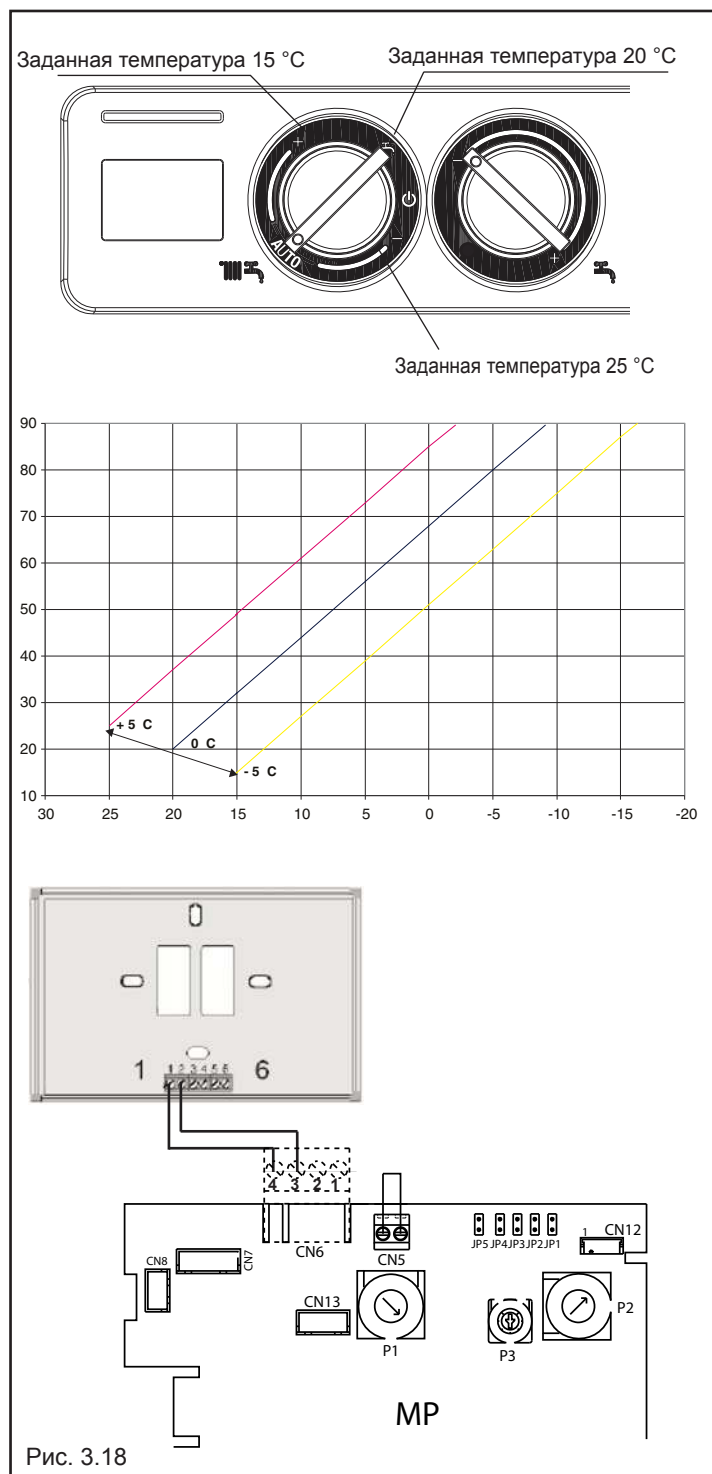 Заданная температура 15 °C
Заданная температура 20 °C
+
−
−
+
AUTO
Заданная температура 25 °C
90
80
70
60
50
40
30
20
10
+ 5 C
0 C
- 5 C
30 25 20 15 10 5 0 -5 -10 -15 -20
1 1 2 3 4 5 6 6
4 3 2 1
CN6
CN5
JP5 JP4 JP3 JP2 JP1
1 CN12
CN8
CN7
CN13
P1
P3
P2
MP
Рис. 3.18